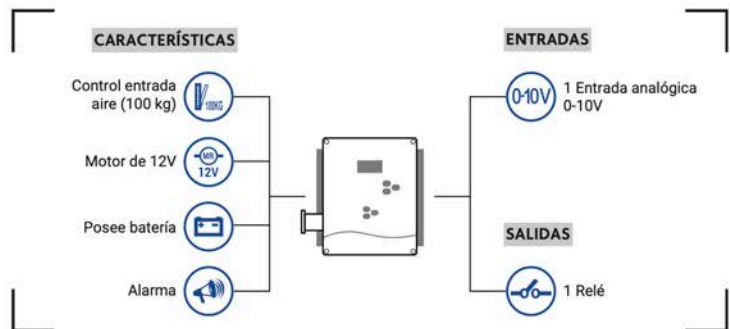 CARACTERÍSTICAS
Control entrada
aire (100 kg)
100KG
Motor de 12V
MR
12V
Posee batería
Alarma
ENTRADAS
0-10V
1 Entrada analógica
0-10V
SALIDAS
1 Relé